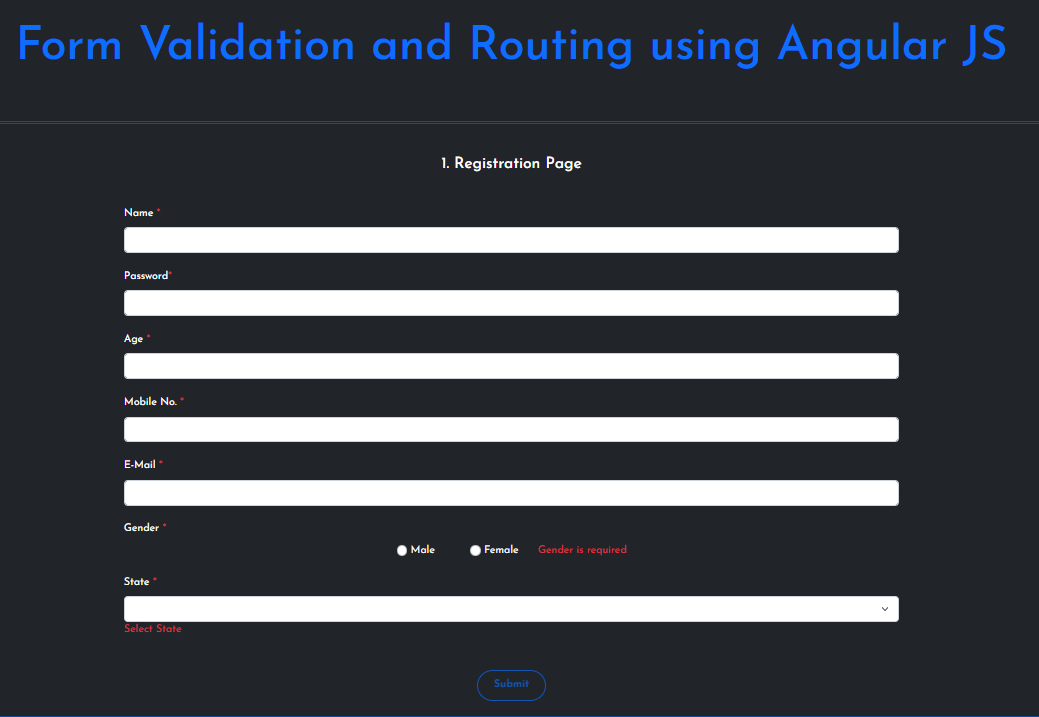 Form Validation and Routing using Angular JS
1. Registration Page
Name *
Password*
Age *
Mobile No. *
E-Mail *
Gender *
Male Female Gender is required
State *
Select State
Submit